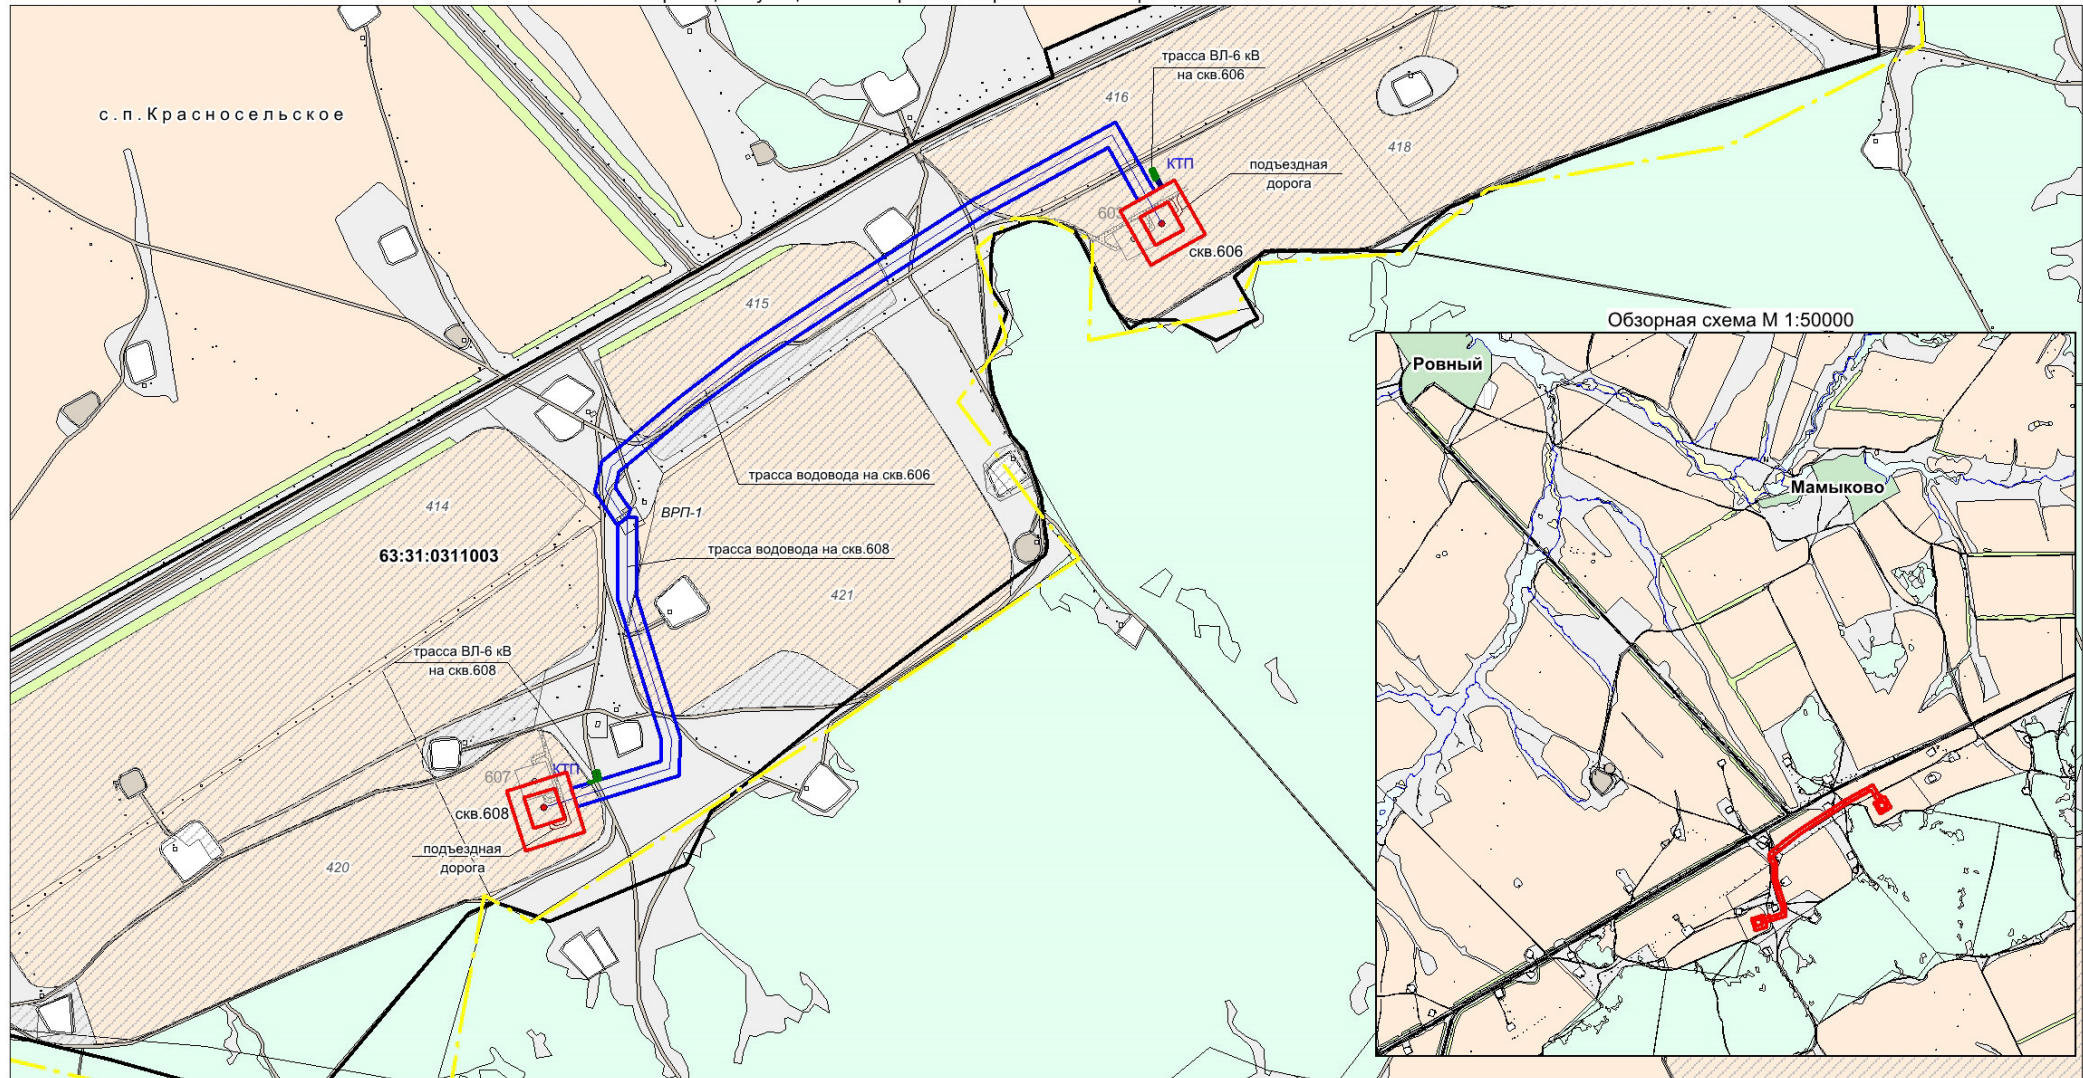 трасса ВЛ-6 кВ
на скв.606
416
с.п.Красносельское
КТП
418
подъездная
дорога
603
скв.606
415
Обзорная схема М 1:50000
Ровный
Мамыково
трасса водовода на скв.606
414
ВРП-1
63:31:0311003
трасса водовода на скв.608
421
трасса ВЛ-6 кВ
на скв.608
КТП
607
скв.608
подъездная
дорога
420